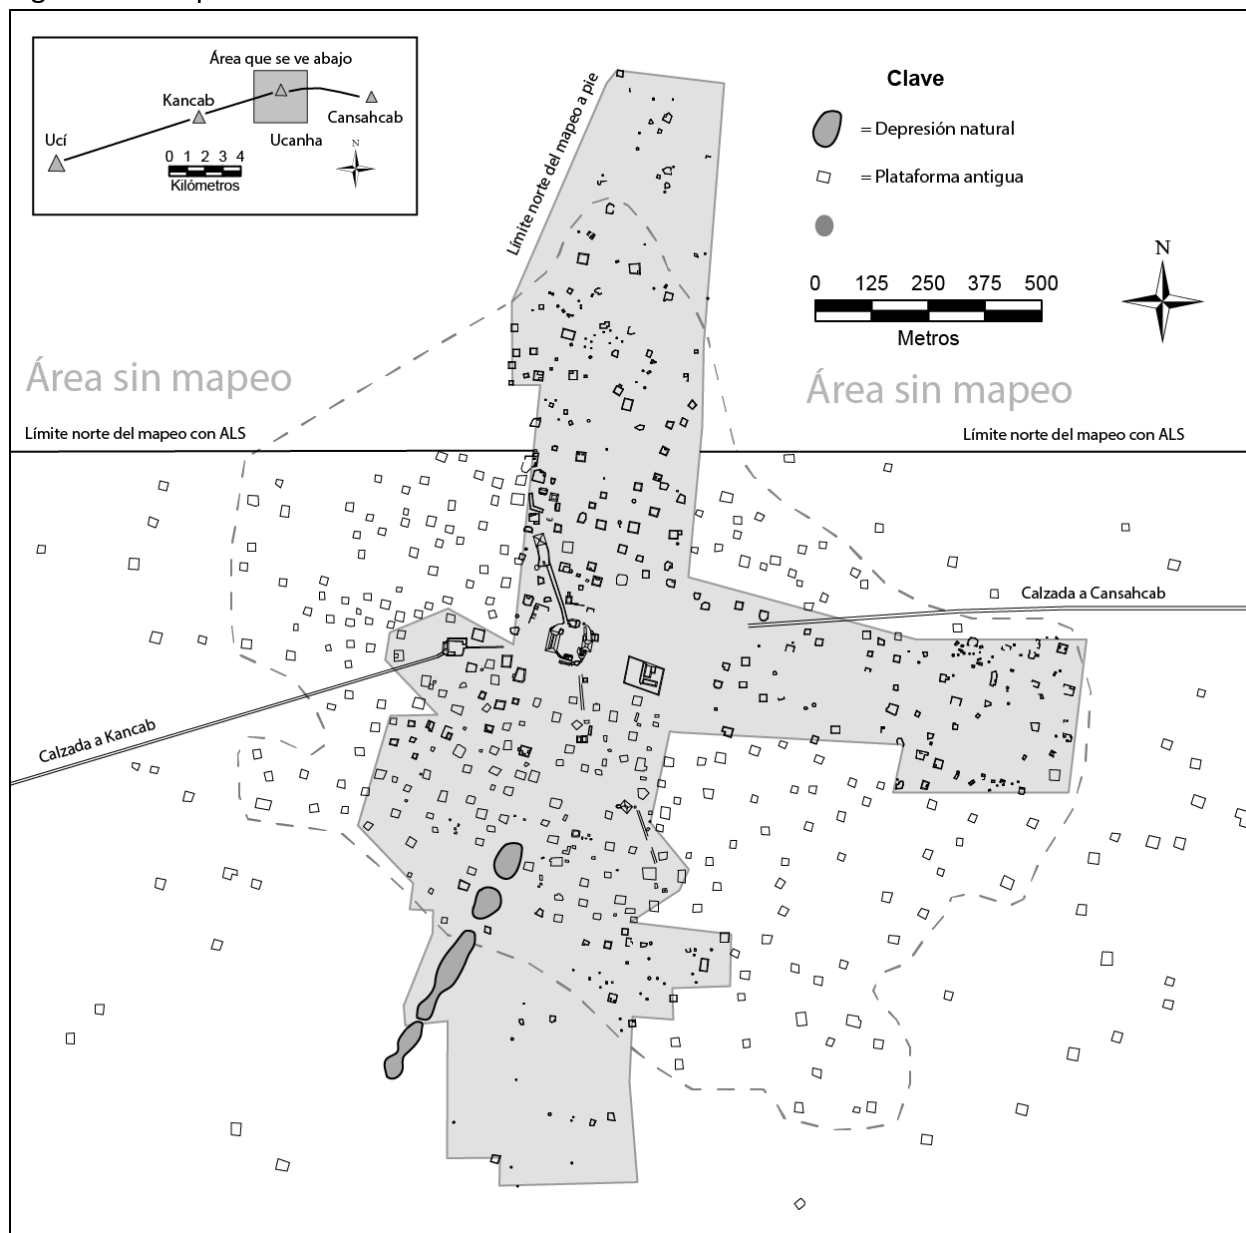 Área que se ve abajo
Kancab
Cansahcab
Ucí
Ucanha
0 1 2 3 4
Kilómetros
N
Límite norte del mapeo a pie
Clave
= Depresión natural
= Plataforma antigua
0 125 250 375 500
Metros
N
Área sin mapeo
Área sin mapeo
Límite norte del mapeo con ALS
Límite norte del mapeo con ALS
Calzada a Cansahcab
Calzada a Kancab